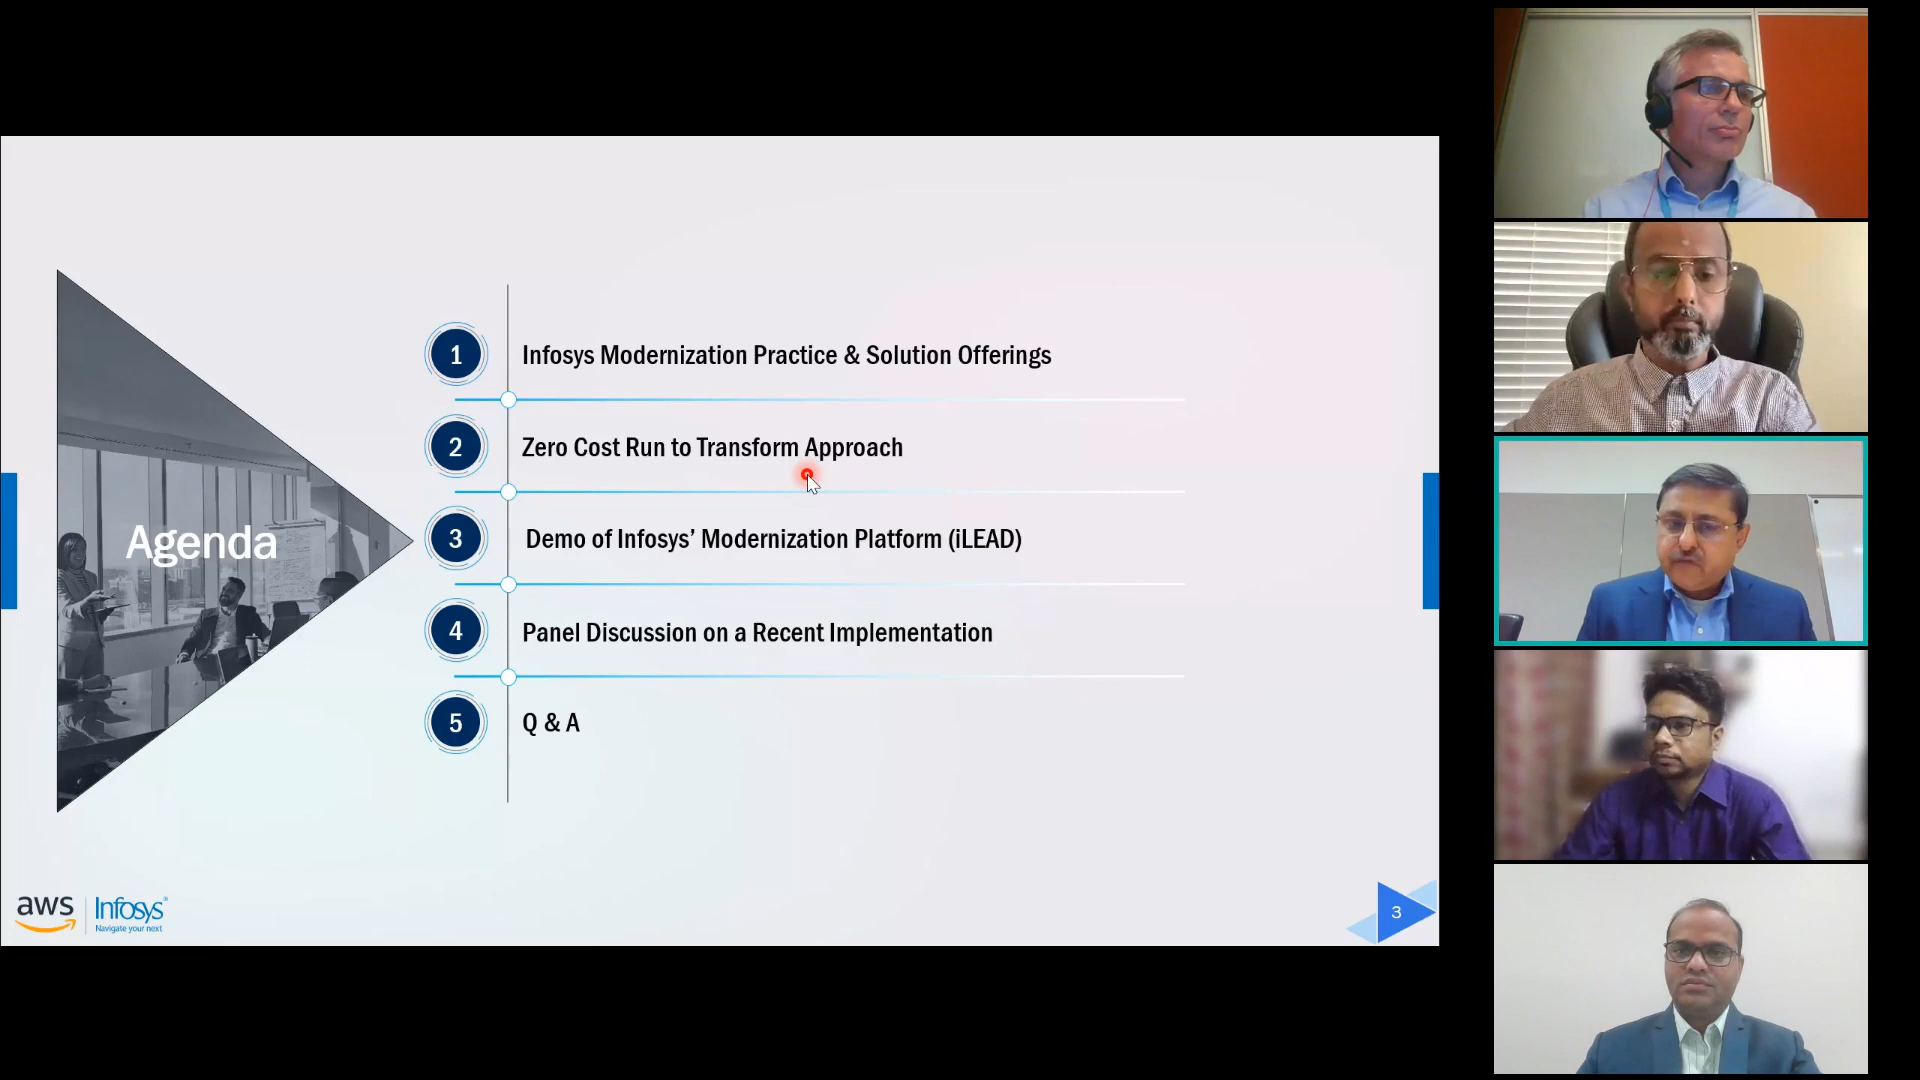 Agenda
1
Infosys Modernization Practice & Solution Offerings
2
Zero Cost Run to Transform Approach
3
Demo of Infosys’ Modernization Platform (iLEAD)
4
Panel Discussion on a Recent Implementation
5
Q & A
aws
Infosys®
Navigate your next
3